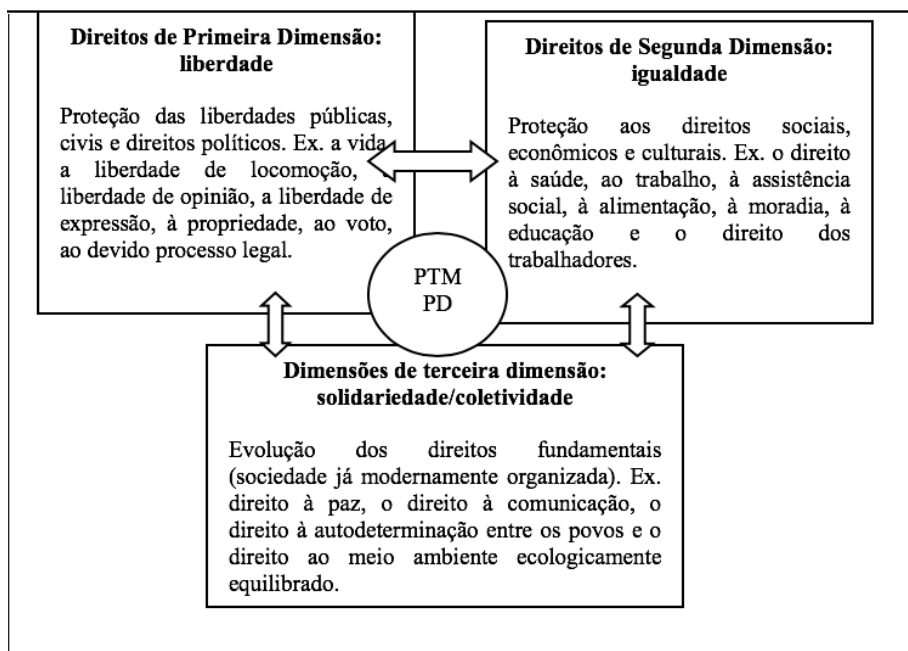 Direitos de Primeira Dimensão:
liberdade
Proteção das liberdades públicas,
civis e direitos políticos. Ex. a vida
a liberdade de locomoção,
liberdade de opinião, a liberdade de
expressão, à propriedade, ao voto,
ao devido processo legal.
Direitos de Segunda Dimensão:
igualdade
Proteção aos direitos sociais,
econômicos e culturais. Ex. o direito
à saúde, ao trabalho, à assistência
social, à alimentação, à moradia, à
educação e o direito dos
trabalhadores.
PTM
PD
Dimensões de terceira dimensão:
solidariedade/coletividade
Evolução dos direitos fundamentais
(sociedade já modernamente organizada). Ex.
direito à paz, o direito à comunicação, o
direito à autodeterminação entre os povos e o
direito ao meio ambiente ecologicamente
equilibrado.